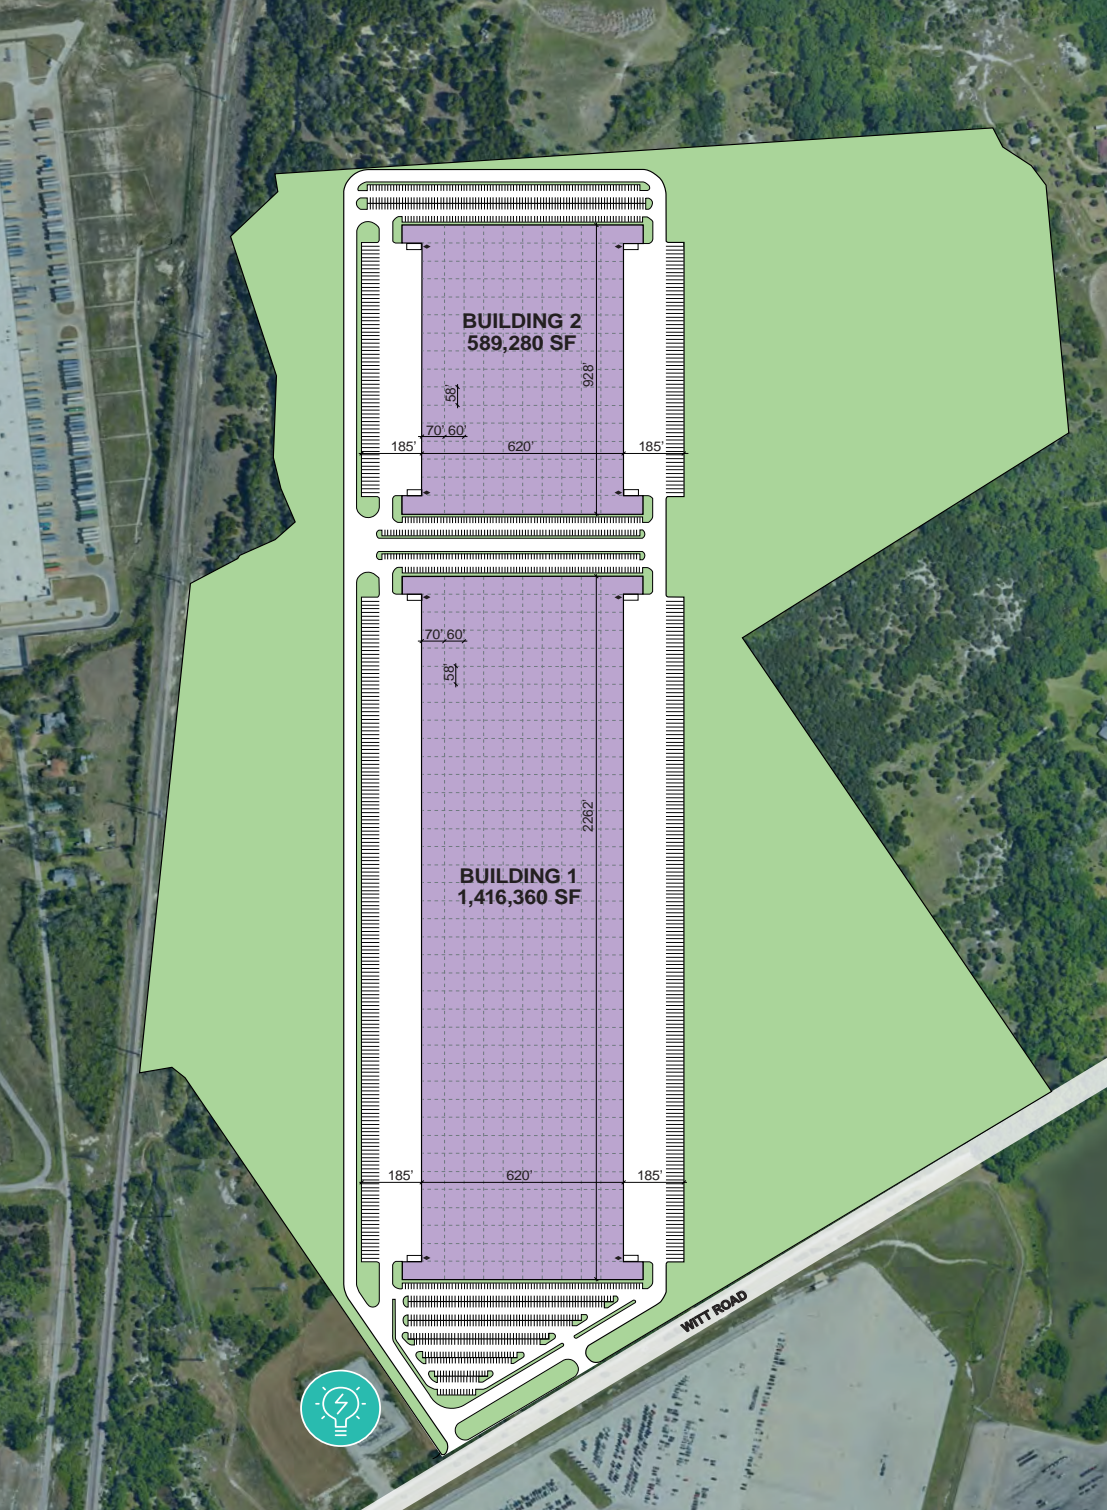 BUILDING 2
589,280 SF
928'
58'
70' 60'
185'
620'
185'
70' 60'
58'
2262'
BUILDING 1
1,416,360 SF
185'
620'
185'
WITT ROAD